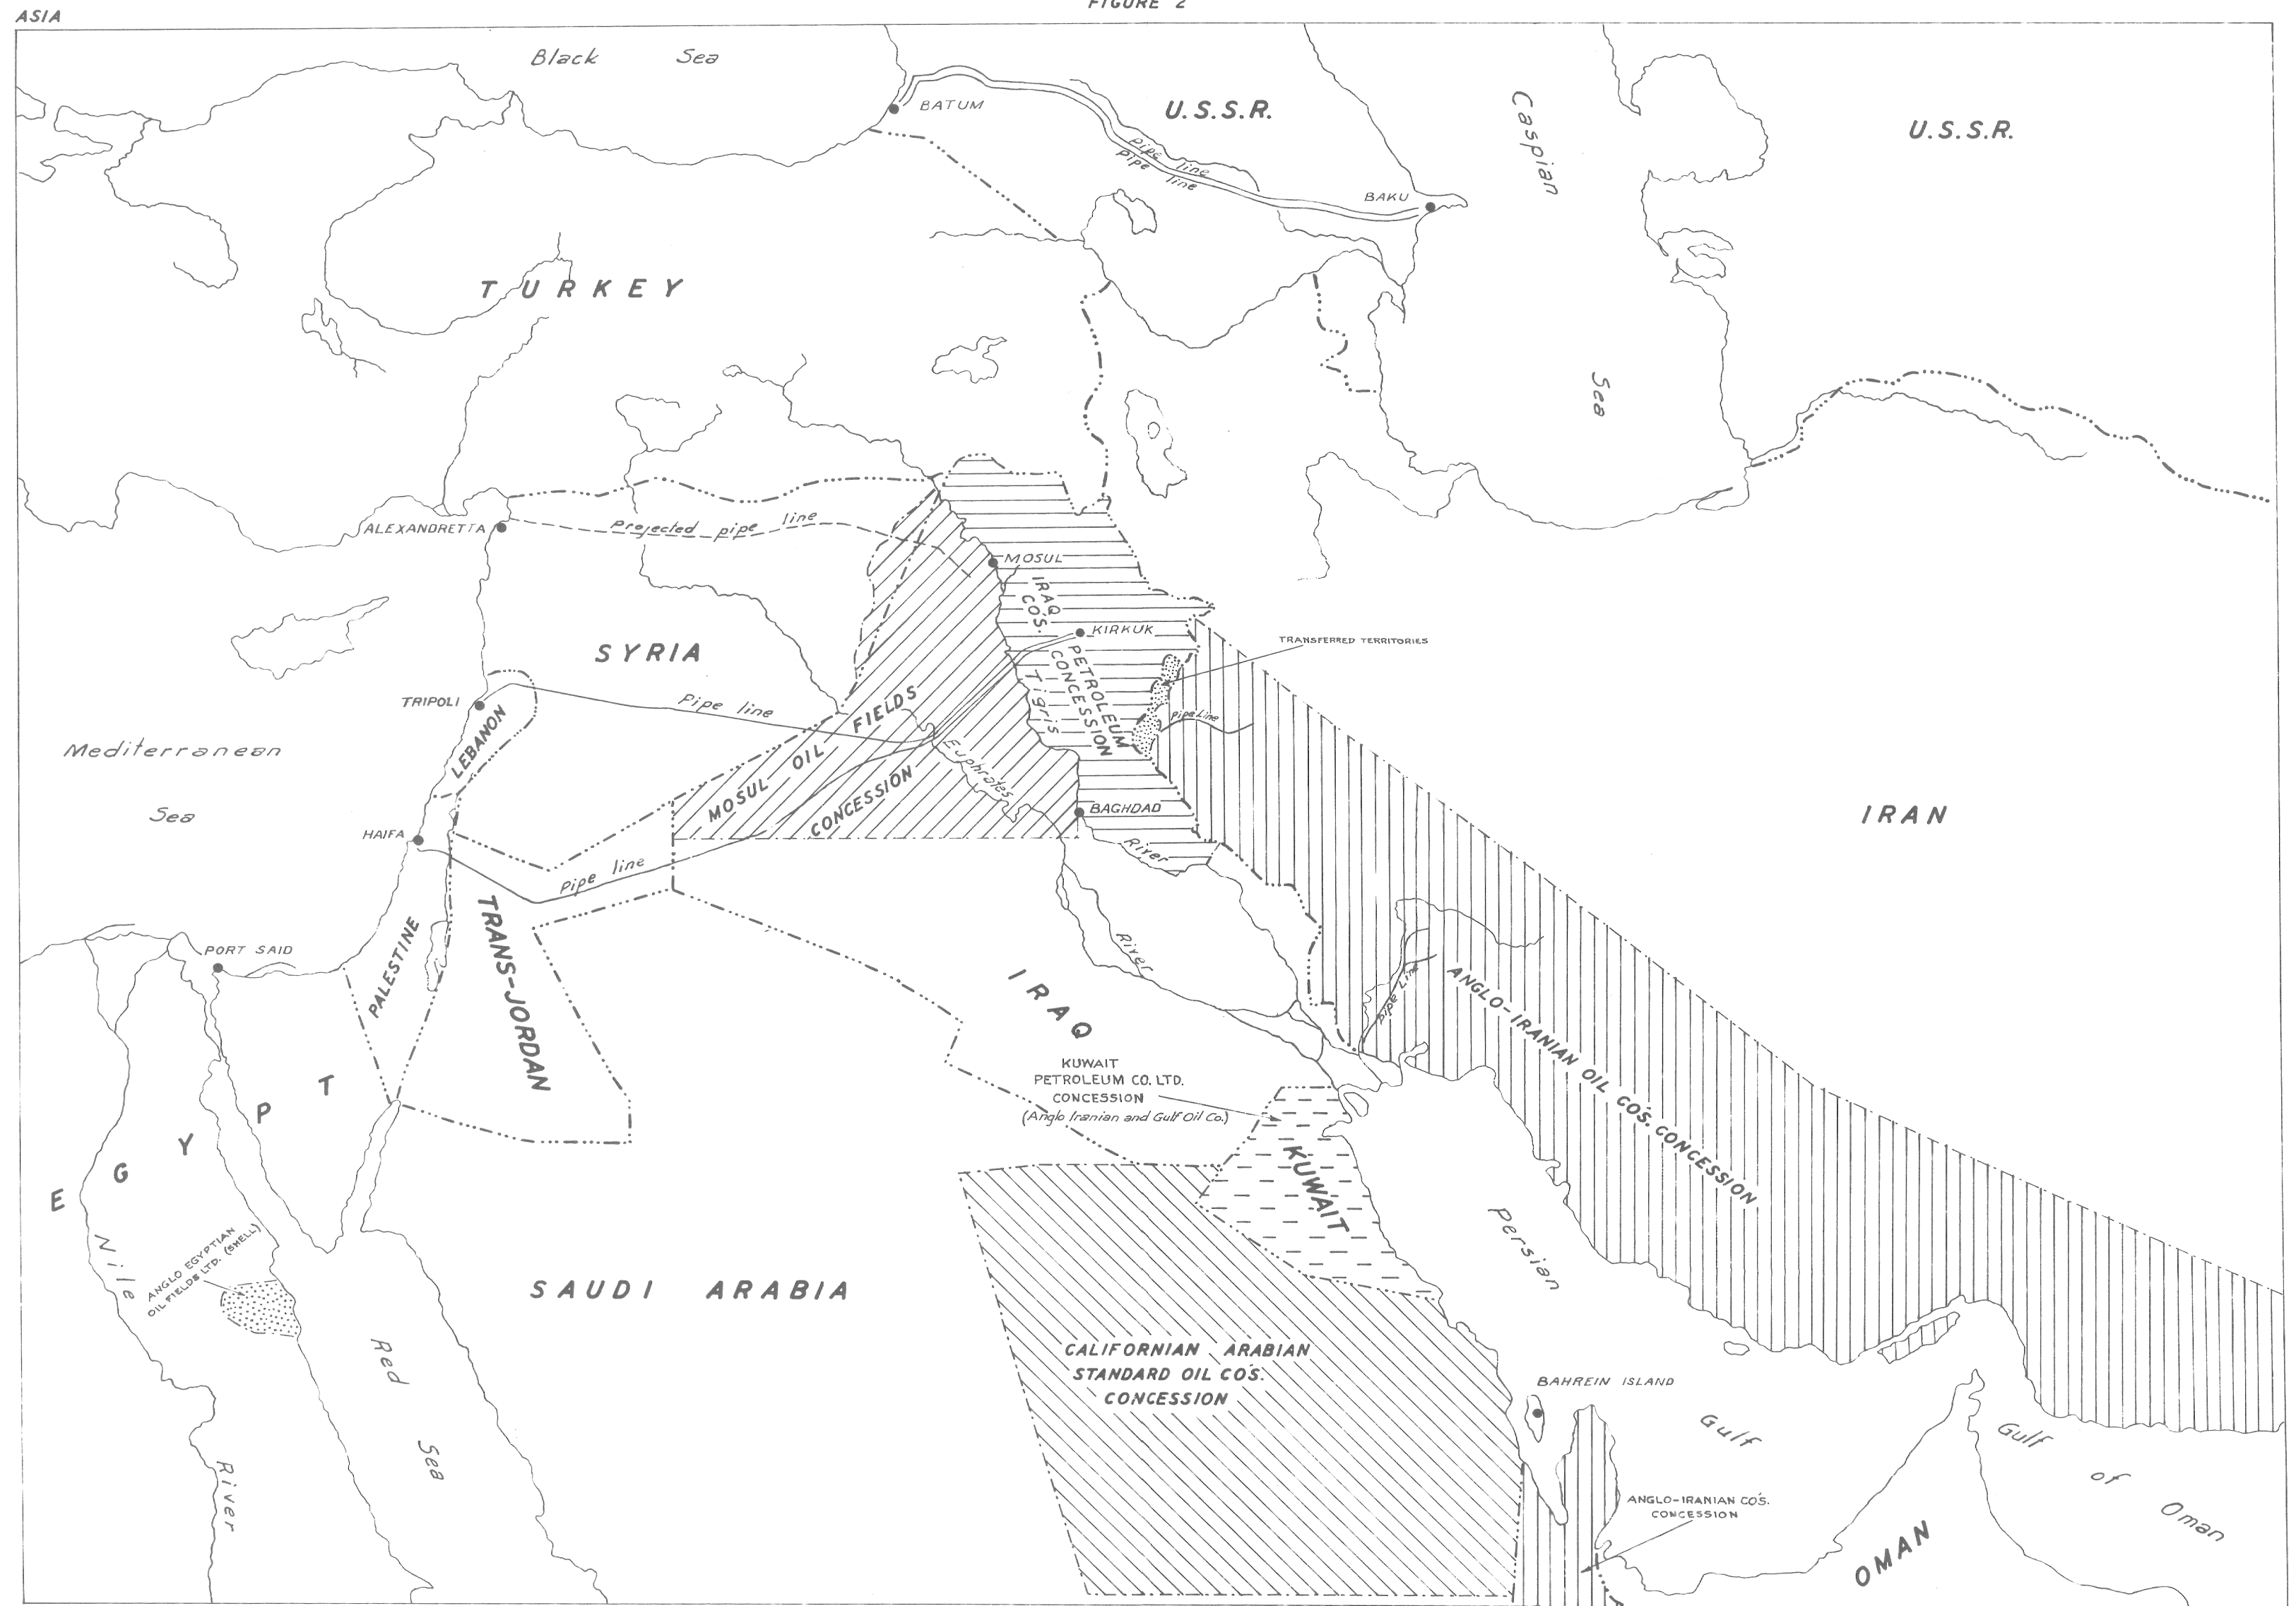 ASIA
FIGURE 2
Black Sea
BATUM
U.S.S.R.
Caspian
Sea
U.S.S.R.
pipe line
pipe line
BAKU
TURKEY
ALEXANDRETTA
Projected pipe line
MOSUL
IRAQ
CO'S.
PETROLEUM
CONCESSION
KIRKUK
TRANSFERRED TERRITORIES
SYRIA
Tigris
TRIPOLI
Pipe line
Pipe Line
LEBANON
MOSUL OIL FIELDS
CONCESSION
Euphrates
Mediterranean
Sea
BAGHDAD
IRAN
HAIFA
River
Pipe line
TRANS-JORDAN
PALESTINE
PORT SAID
River
IRAQ
Pipe Line
ANGLO-IRANIAN OIL CO'S. CONCESSION
KUWAIT
PETROLEUM CO. LTD.
CONCESSION
(Anglo Iranian and Gulf Oil Co.)
EGYPT
KUWAIT
Nile
ANGLO EGYPTIAN
OIL FIELDS LTD. (SHELL)
SAUDI ARABIA
Persian
Red
Sea
CALIFORNIAN ARABIAN
STANDARD OIL CO'S.
CONCESSION
BAHREIN ISLAND
Gulf
Gulf
of
Oman
River
ANGLO-IRANIAN CO'S.
CONCESSION
OMAN